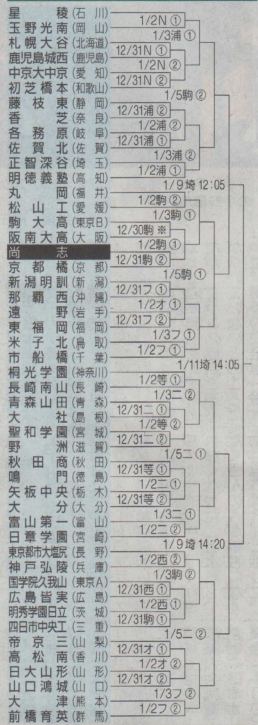 星稜(石川)
玉野光南(岡山)
札幌大谷(北海道)
鹿児島城西(鹿児島)
中京大中京(愛知)
初芝橋本(和歌山)
藤枝東(静岡)
香芝(奈良)
各務原(岐阜)
佐賀北(佐賀)
正智深谷(埼玉)
明徳義塾(高知)
丸岡(福井)
松山工(愛媛)
駒大高(東京B)
阪南大高(大阪)
尚志
京都橘(京都)
新潟明訓(新潟)
那覇西(沖縄)
遠野(岩手)
東福岡(福岡)
米子北(鳥取)
市船橋(千葉)
桐光学園(神奈川)
長崎南山(長崎)
青森山田(青森)
大社(島根)
聖和学園(宮城)
野洲(滋賀)
秋田商(秋田)
鳴門(徳島)
矢板中央(栃木)
大分(大分)
富山第一(富山)
日章学園(宮崎)
東京都市大塩尻(長野)
神戸弘陵(兵庫)
国学院久我山(東京A)
広島皆実(広島)
明秀学園日立(茨城)
四日市中央工(三重)
帝京三(山梨)
高松南(香川)
日大山形(山形)
山口鴻城(山口)
大津(熊本)
前橋育英(群馬)
1/2N①
1/3浦①
12/31N①
1/2N②
12/31N②
1/5駒②
12/31浦②
1/2浦②
12/31浦①
1/3浦②
1/2浦①
1/9埼12:05
1/2駒②
1/3駒①
12/30駒※
1/2駒①
12/31駒②
1/5駒①
12/31フ①
1/2オ①
12/31フ②
1/3フ①
1/2フ①
1/11埼14:05
1/2等①
1/3ニ②
12/31ニ①
1/2等②
12/31ニ②
1/5ニ①
12/31等①
1/2ニ①
12/31等②
1/3ニ①
1/2ニ②
1/9埼14:20
1/2西②
1/3駒②
12/31西①
1/2西①
12/31駒①
1/5ニ②
12/31オ①
1/2オ②
12/31オ②
1/3フ②
1/2フ②